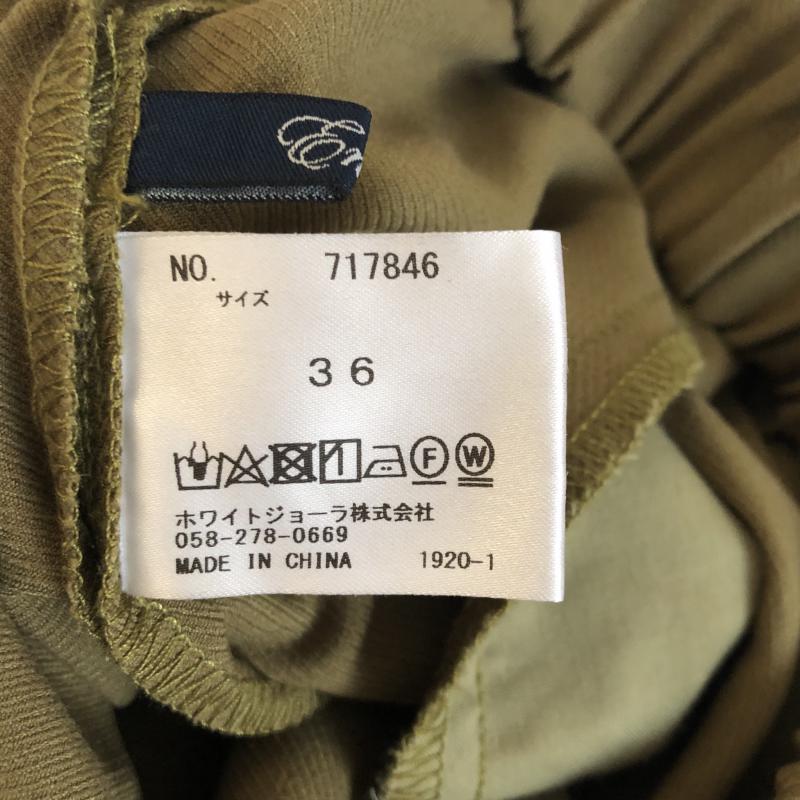 NO. 717846
サイズ
36
F W
ホワイトジョーラ株式会社
058-278-0669
MADE IN CHINA 1920-1